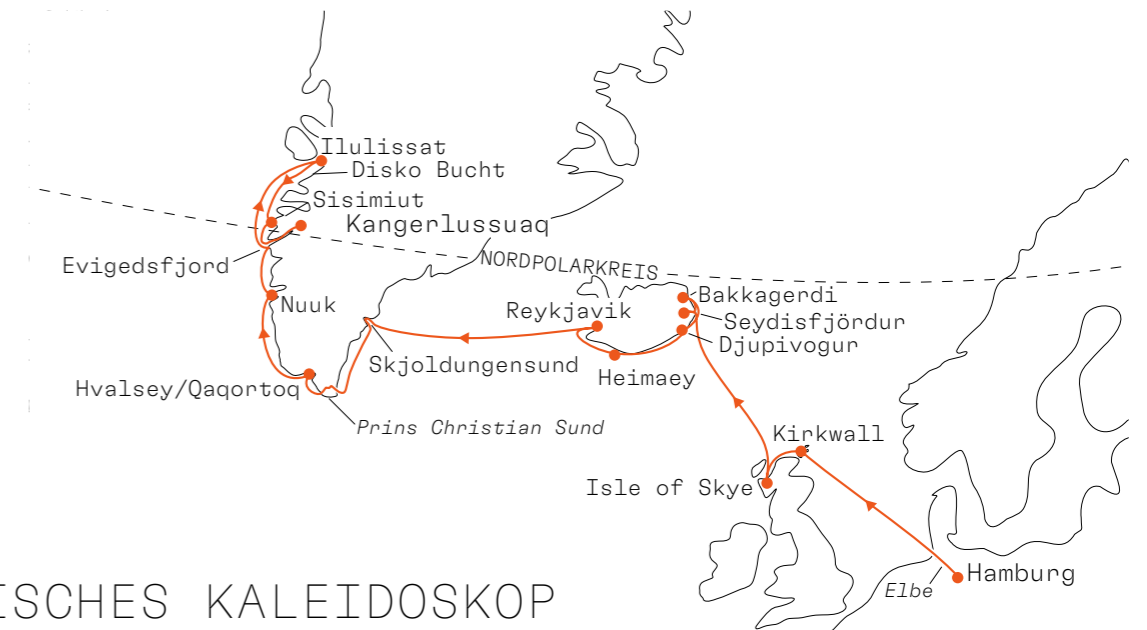 Ilulissat
Disko Bucht
Sisimiut
Kangerlussuaq
Evigedsfjord
NORDPOLARKREIS
Nuuk
Bakkagerdi
Reykjavik
Seydisfjördur
Djupivogur
Skjoldungensund
Heimaey
Hvalsey/Qaqortoq
Prins Christian Sund
Kirkwall
Isle of Skye
Hamburg
Elbe
ISCHES KALEIDOSKOP